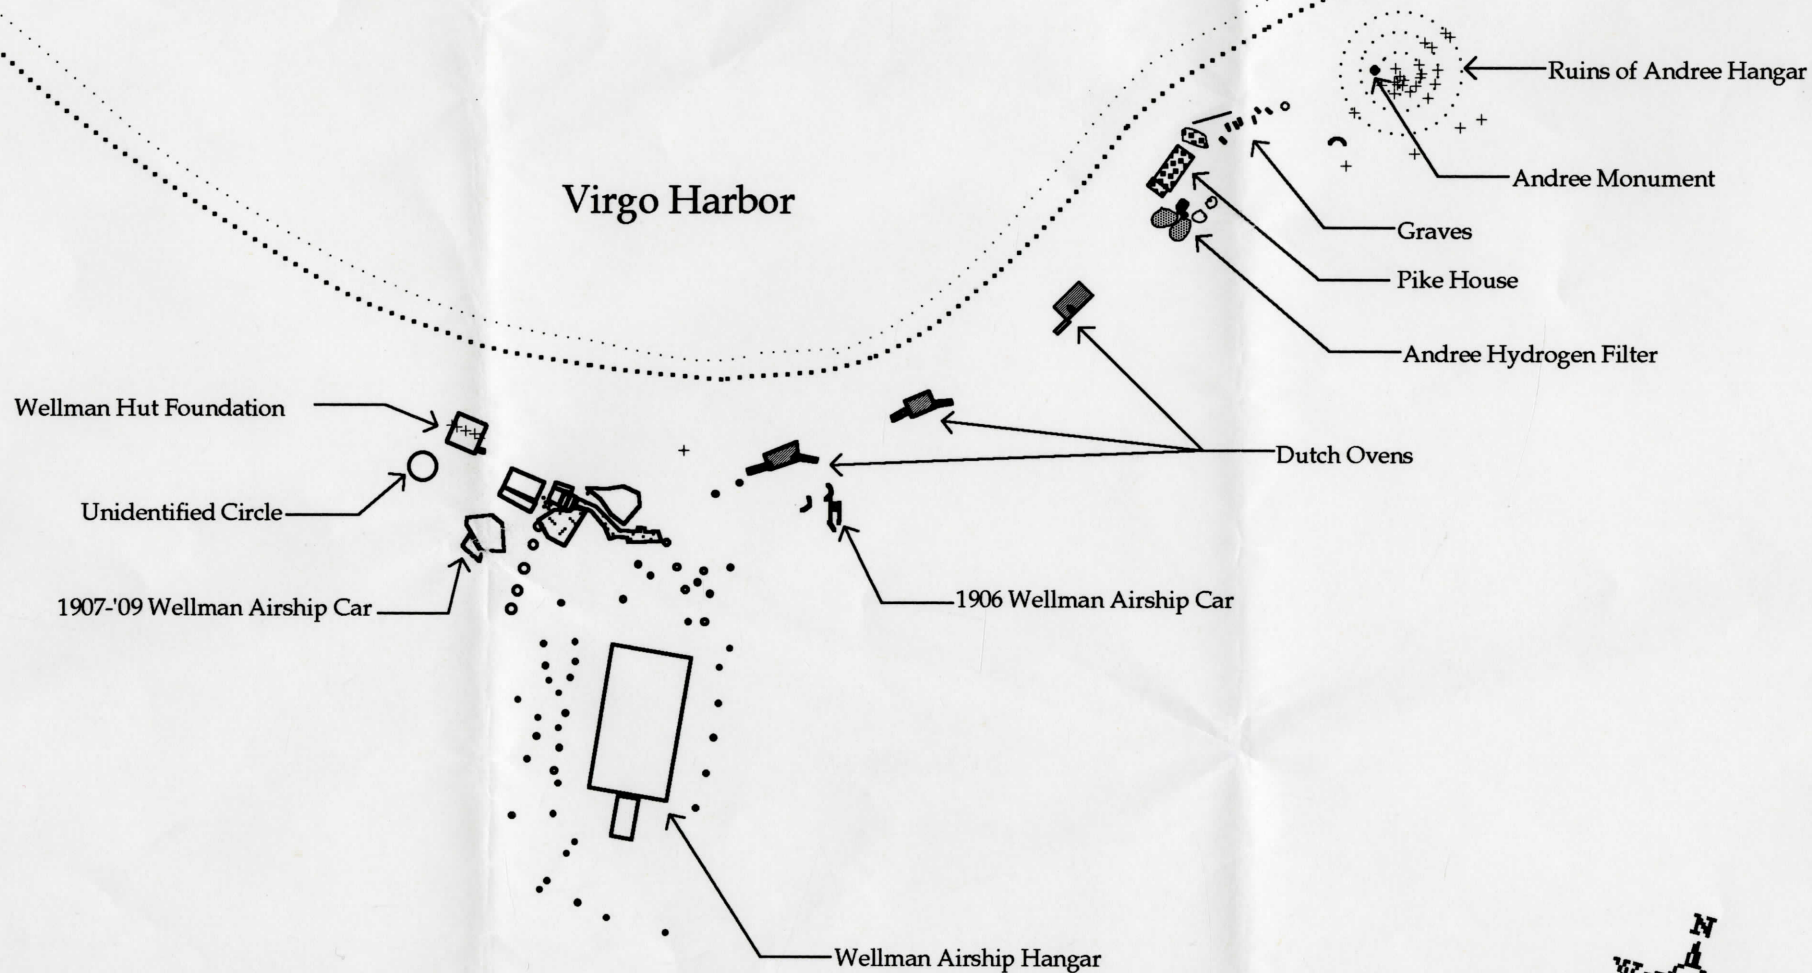 Ruins of Andree Hangar
Virgo Harbor
Andree Monument
Graves
Pike House
Andree Hydrogen Filter
Wellman Hut Foundation
Dutch Ovens
Unidentified Circle
1907-'09 Wellman Airship Car
1906 Wellman Airship Car
Wellman Airship Hangar
N
W